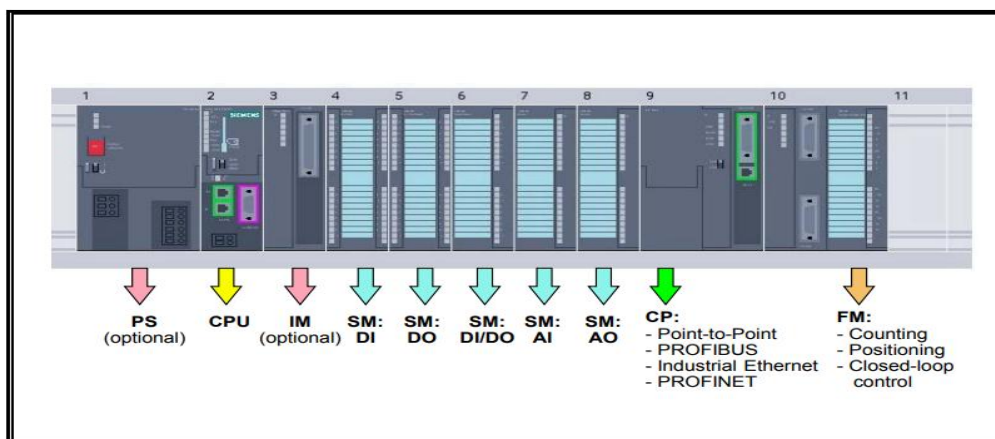 1 2 3 4 5 6 7 8 9 10 11
SIEMENS
PS
(optional)
CPU
IM
(optional)
SM:
DI
SM:
DO
SM:
DI/DO
SM:
AI
SM:
AO
CP:
- Point-to-Point
- PROFIBUS
- Industrial Ethernet
- PROFINET
FM:
- Counting
- Positioning
- Closed-loop
control